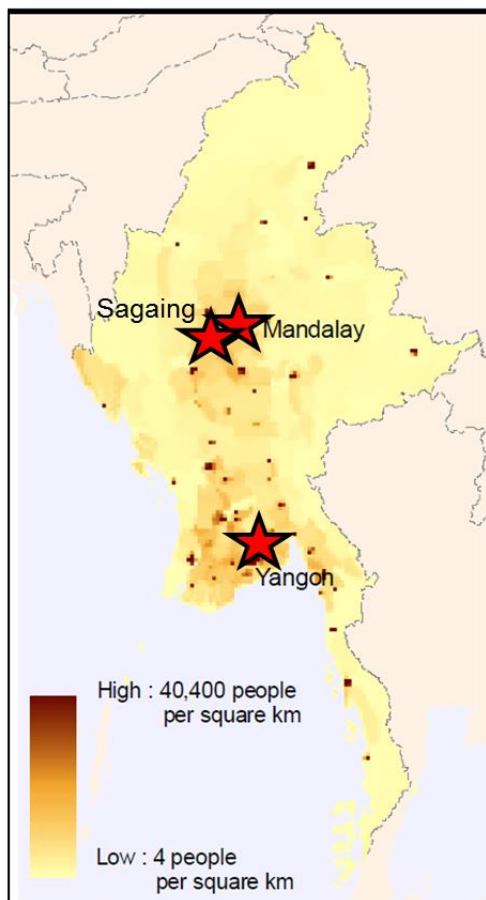 Sagaing
Mandalay
Yangon
High : 40,400 people
per square km
Low : 4 people
per square km